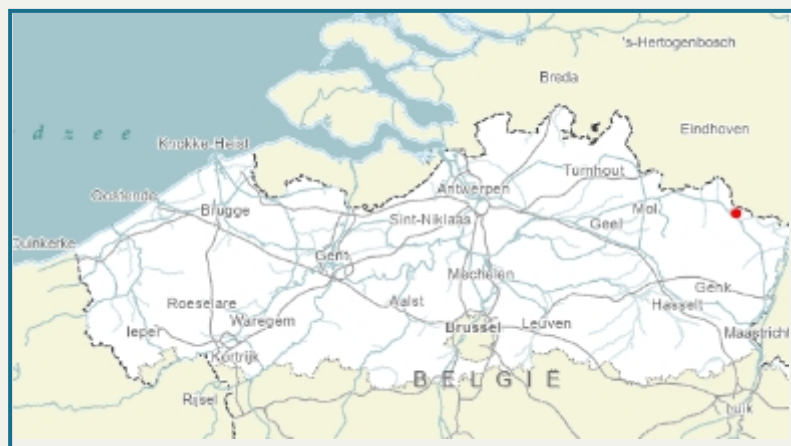 's-Hertogenbosch
Breda
d z e e
Eindhoven
Knokke-Heist
Turnhout
Antwerpen
Oostende
Mol
Brugge
Sint-Niklaas
Geel
Duinkerke
Gent
Mechelen
Genk
Roeselare
Aalst
Hasselt
Waregem
Ieper
Brussel
Leuven
Maastricht
Kortrijk
BELGIË
Rijsel
Luik